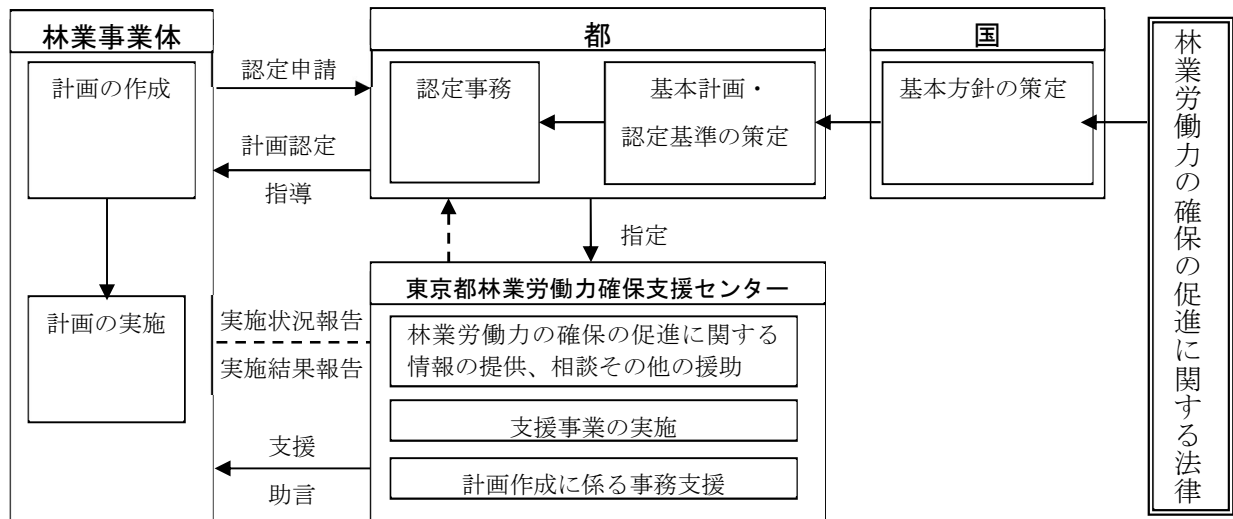 林業事業体
計画の作成
計画の実施
認定申請
計画認定
指導
実施状況報告
実施結果報告
支援
助言
都
認定事務
基本計画・
認定基準の策定
指定
東京都林業労働力確保支援センター
林業労働力の確保の促進に関する
情報の提供、相談その他の援助
支援事業の実施
計画作成に係る事務支援
国
基本方針の策定
林業労働力の確保の促進に関する法律